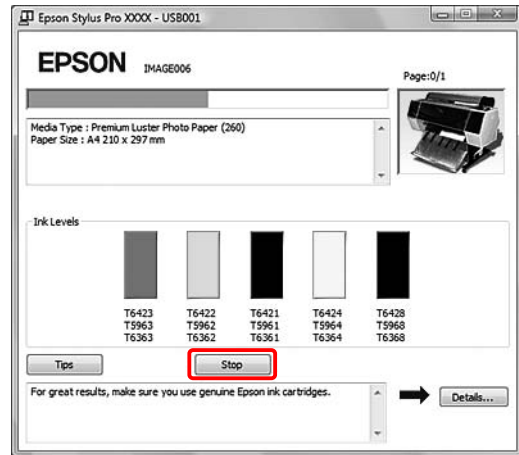 Epson Stylus Pro XXXX - USB001
EPSON IMAGE006
Page:0/1
Media Type : Premium Luster Photo Paper (260)
Paper Size : A4 210 x 297 mm
Ink Levels
T6423 T6422 T6421 T6424 T6428
T5963 T5962 T5961 T5964 T5968
T6363 T6362 T6361 T6364 T6368
Tips Stop
For great results, make sure you use genuine Epson ink cartridges.
Details...